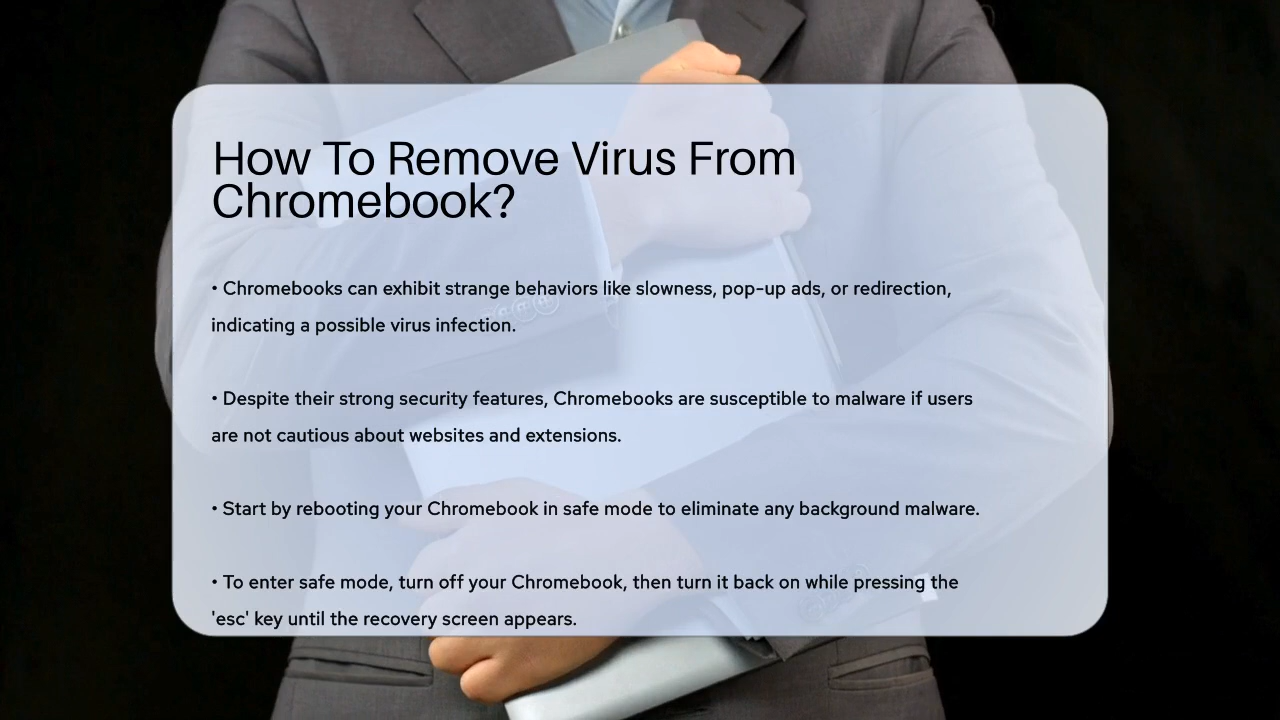 How To Remove Virus From
Chromebook?
• Chromebooks can exhibit strange behaviors like slowness, pop-up ads, or redirection,
indicating a possible virus infection.
• Despite their strong security features, Chromebooks are susceptible to malware if users
are not cautious about websites and extensions.
• Start by rebooting your Chromebook in safe mode to eliminate any background malware.
• To enter safe mode, turn off your Chromebook, then turn it back on while pressing the
'esc' key until the recovery screen appears.